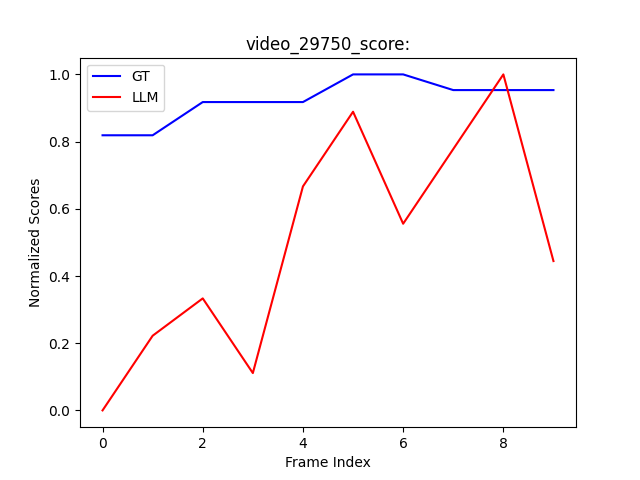 video_29750_score:
GT
LLM
1.0
0.8
0.6
0.4
0.2
0.0
Normalized Scores
0 2 4 6 8
Frame Index